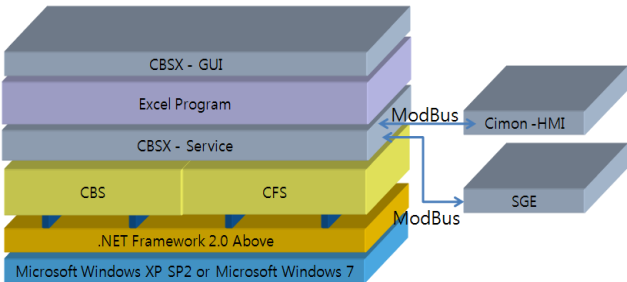 CBSX - GUI
Excel Program
ModBus
Cimon -HMI
CBSX - Service
CBS
CFS
SGE
ModBus
.NET Framework 2.0 Above
Microsoft Windows XP SP2 or Microsoft Windows 7